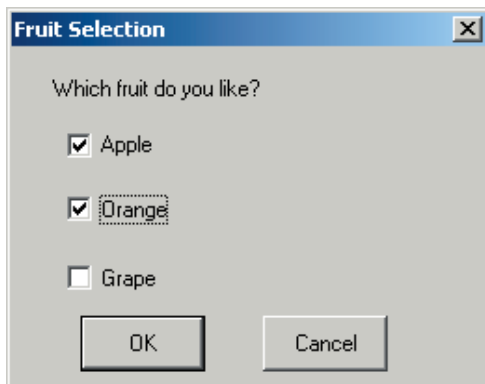 Fruit Selection
Which fruit do you like?
Apple
Orange
Grape
OK Cancel